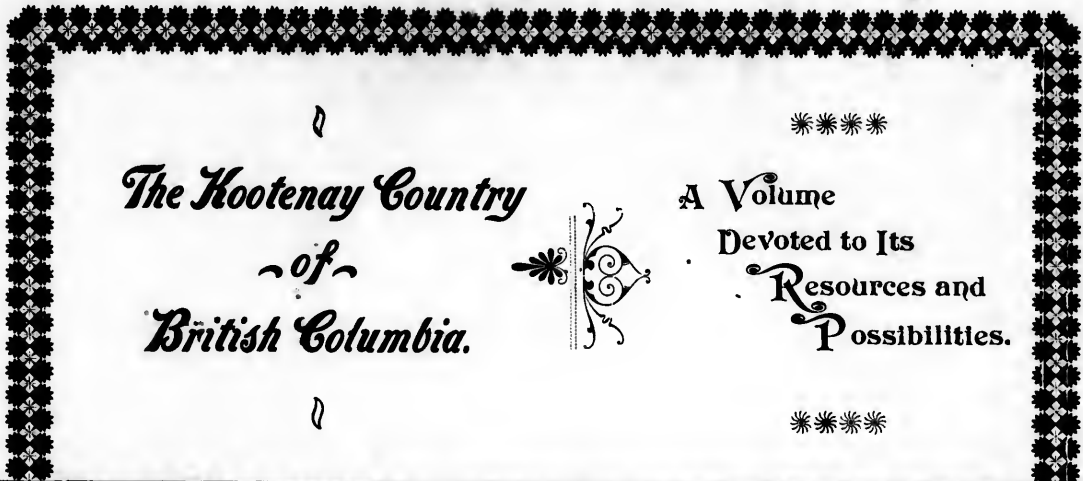 The Kootenay Country
of
British Columbia.
A Volume
Devoted to Its
Resources and
Possibilities.